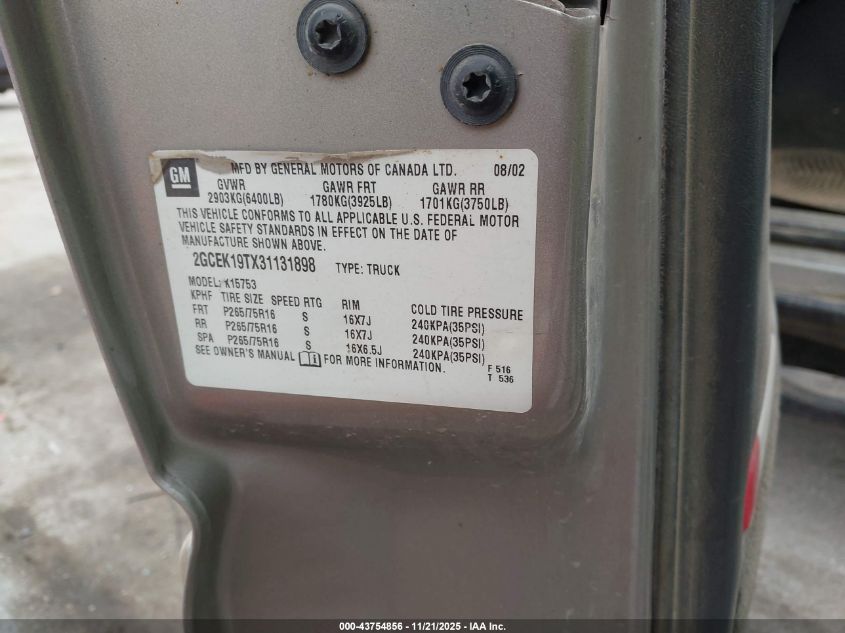 GM
MFD BY GENERAL MOTORS OF CANADA LTD. 08/02
GVWR GAWR FRT GAWR RR
2903KG(6400LB) 1780KG(3925LB) 1701KG(3750LB)
THIS VEHICLE CONFORMS TO ALL APPLICABLE U.S. FEDERAL MOTOR
VEHICLE SAFETY STANDARDS IN EFFECT ON THE DATE OF
MANUFACTURE SHOWN ABOVE.
2GCEK19TX31131898 TYPE: TRUCK
MODEL: K15753
KPHF TIRE SIZE SPEED RTG RIM COLD TIRE PRESSURE
FRT P265/75R16 S 16X7J 240KPA(35PSI)
RR P265/75R16 S 16X7J 240KPA(35PSI)
SPA P265/75R16 S 16X6.5J 240KPA(35PSI)
SEE OWNER'S MANUAL FOR MORE INFORMATION.
F 516
T 536
000-43754856 - 11/21/2025 - IAA Inc.